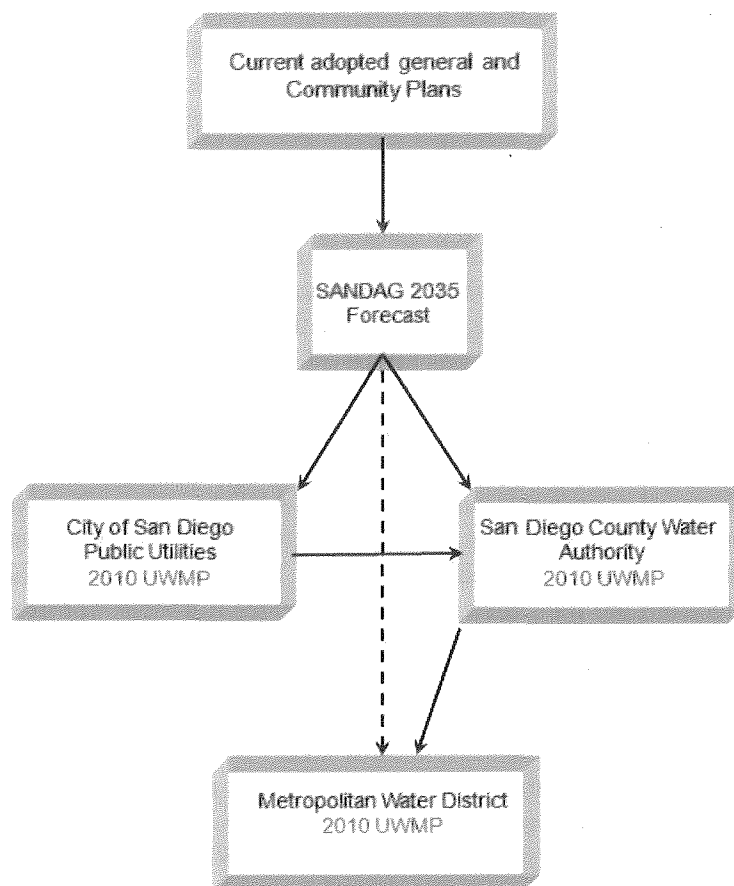 Current adopted general and
Community Plans
SANDAG 2035
Forecast
City of San Diego
Public Utilities
2010 UWMP
San Diego County Water
Authority
2010 UWMP
Metropolitan Water District
2010 UWMP